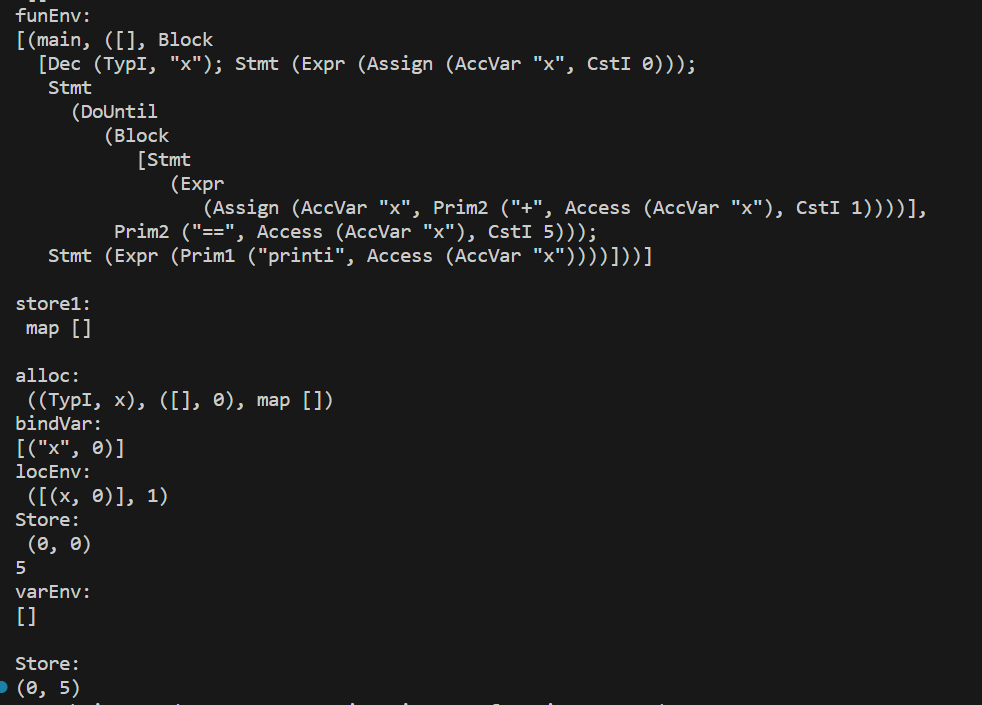 funEnv:
[(main, ([], Block
  [Dec (TypI, "x"); Stmt (Expr (Assign (AccVar "x", CstI 0)));
   Stmt
     (DoUntil
        (Block
           [Stmt
              (Expr
                 (Assign (AccVar "x", Prim2 ("+", Access (AccVar "x"), CstI 1))))],
         Prim2 ("==", Access (AccVar "x"), CstI 5)));
   Stmt (Expr (Prim1 ("printi", Access (AccVar "x"))))]))]
store1:
 map []
alloc:
 ((TypI, x), ([], 0), map [])
bindVar:
[("x", 0)]
locEnv:
 ([(x, 0)], 1)
Store:
 (0, 0)
5
varEnv:
[]
Store:
(0, 5)